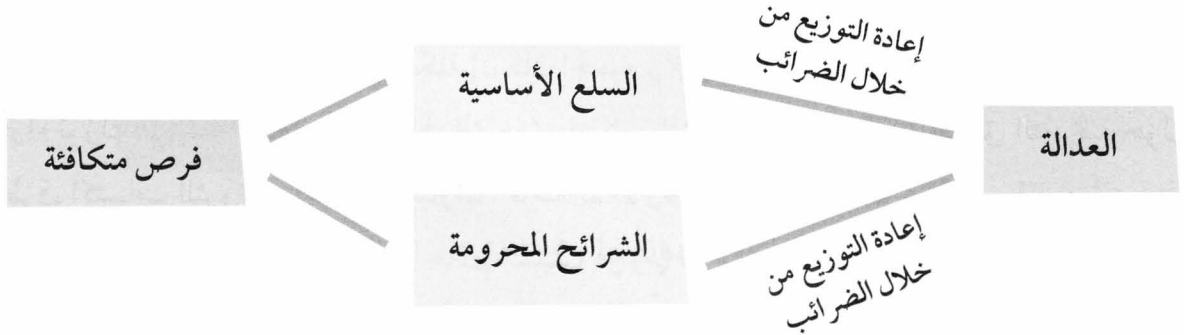 إعادة التوزيع من
خلال الضرائب
السلع الأساسية
العدالة
فرص متكافئة
الشرائح المحرومة
إعادة التوزيع من
خلال الضرائب